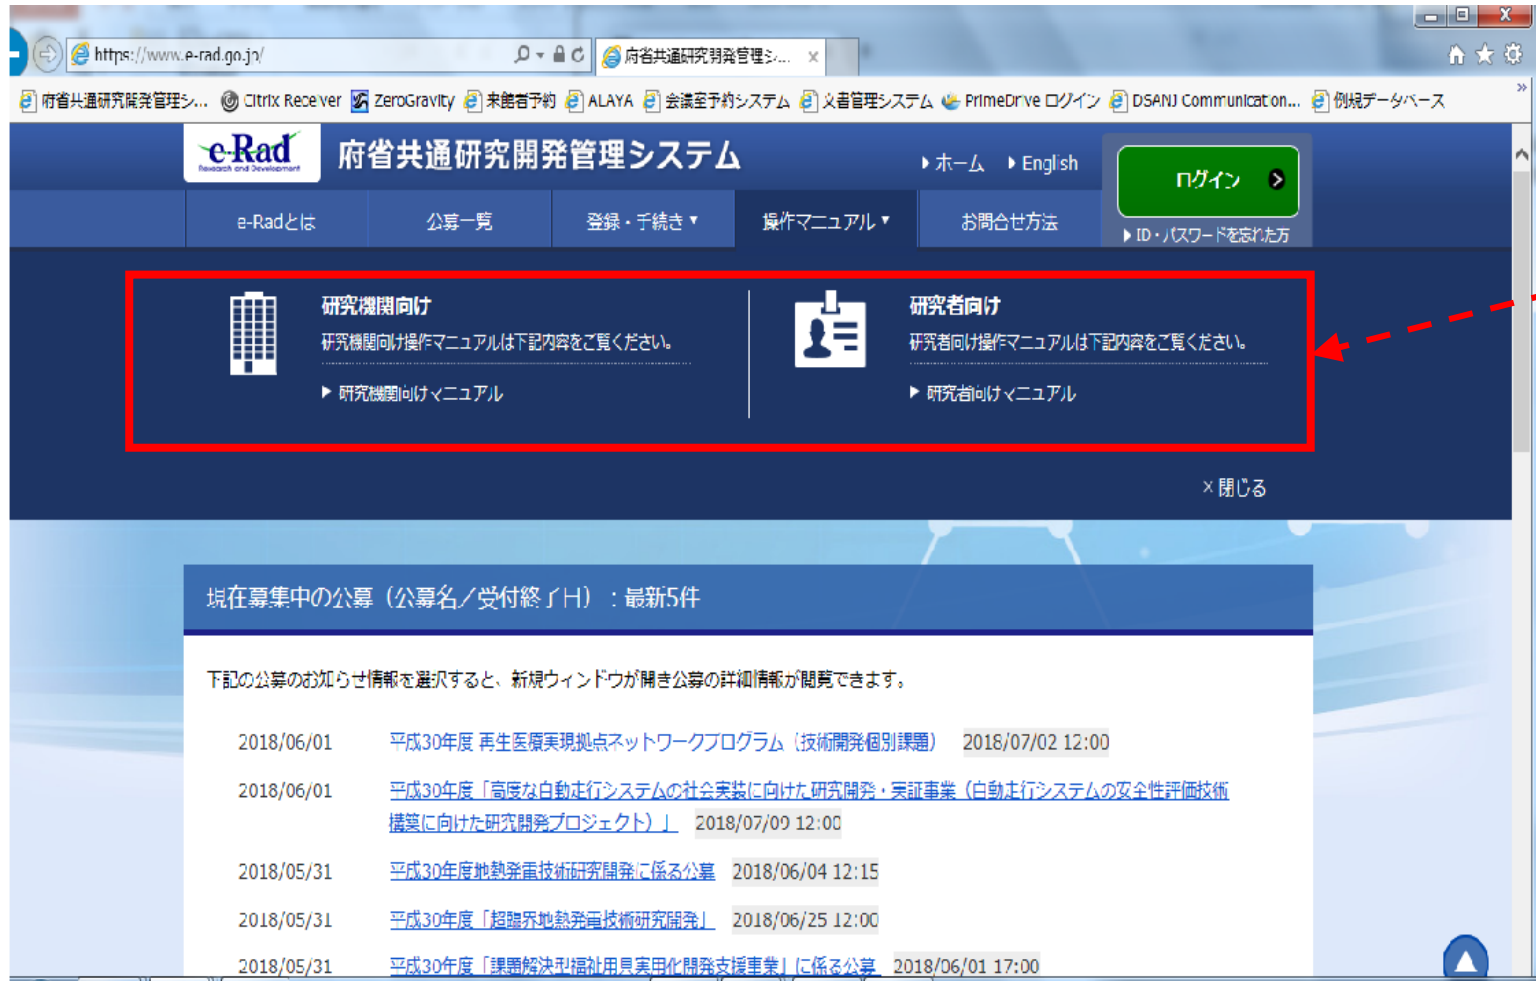 https://www.e-rad.go.jp/
府省共通研究開発管理シ... ×
府省共通研究開発管理シ... Citrix Receiver ZeroGravity 来館者予約 ALAYA 会議室予約システム 文書管理システム PrimeDrive ログイン DSANJ Communication... 例規データベース »
e-Rad 府省共通研究開発管理システム ホーム English ログイン
Research and Development
e-Radとは 公募一覧 登録・手続き▼ 操作マニュアル▼ お問合せ方法 ID・パスワードを忘れた方
研究機関向け
研究機関向け操作マニュアルは下記内容をご覧ください。
▶ 研究機関向けマニュアル
研究者向け
研究者向け操作マニュアルは下記内容をご覧ください。
▶ 研究者向けマニュアル
×閉じる
現在募集中の公募（公募名／受付終了日）：最新5件
下記の公募のお知らせ情報を選択すると、新規ウィンドウが開き公募の詳細情報が閲覧できます。
2018/06/01 平成30年度 再生医療実現拠点ネットワークプログラム（技術開発個別課題） 2018/07/02 12:00
2018/06/01 平成30年度「高度な自動走行システムの社会実装に向けた研究開発・実証事業（自動走行システムの安全性評価技術
構築に向けた研究開発プロジェクト）」 2018/07/09 12:00
2018/05/31 平成30年度地熱発電技術研究開発に係る公募 2018/06/04 12:15
2018/05/31 平成30年度「超臨界地熱発電技術研究開発」 2018/06/25 12:00
2018/05/31 平成30年度「課題解決型福祉用具実用化開発支援事業」に係る公募 2018/06/01 17:00